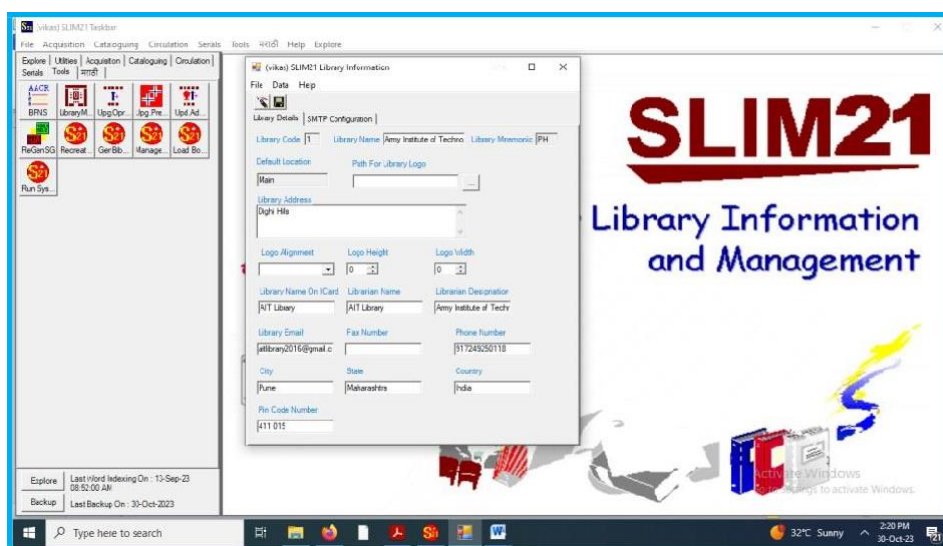 (vikas) SLIM21 Taskbar
File Acquisition Cataloguing Circulation Serials Tools मराठी Help Explore
Explore Utilities Acquisition Cataloguing Circulation
Serials Tools मराठी
BFNS LibraryM... UpgOpr... Jpg.Pre... Upd.Ad...
ReGenSG Recreat... GerBib... Manage... Load Bo...
Run Sys...
(vikas) SLIM21 Library Information
File Data Help
Library Details SMTP Configuration
Library Code 1 Library Name Army Institute of Techno Library Mnemonic PH
Default Location Path For Library Logo
Main ...
Library Address
Dighi Hills
Logo Alignment Logo Height Logo Width
0 0
Library Name On ICard Librarian Name Librarian Designation
AIT Library AIT Library Army Institute of Techr
Library Email Fax Number Phone Number
aitlibrary2016@gmail.c 917249250118
City State Country
Pune Maharashtra India
Pin Code Number
411 015
SLIM21
Library Information
and Management
Activate Windows
Go to Settings to activate Windows.
Explore Last Word Indexing On : 13-Sep-23
08:52:00 AM
Backup Last Backup On : 30-Oct-2023
Type here to search
32°C Sunny 2:20 PM
30-Oct-23